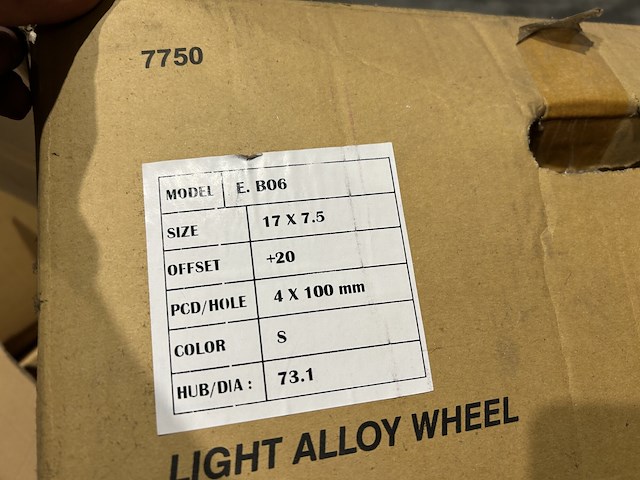 7750
MODEL E. B06
SIZE 17 X 7.5
OFFSET +20
PCD/HOLE 4 X 100 mm
COLOR S
HUB/DIA : 73.1
LIGHT ALLOY WHEEL